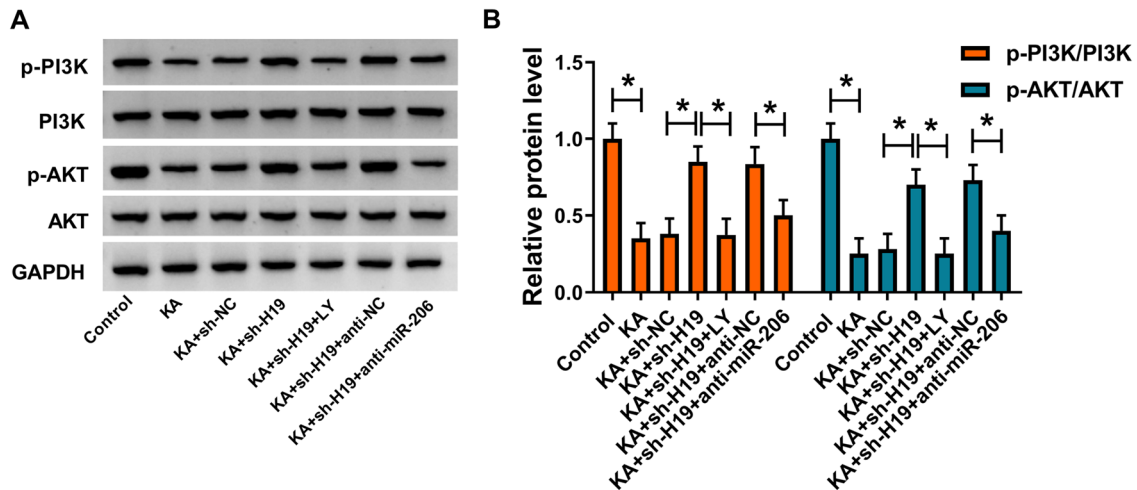 A
p-PI3K
PI3K
p-AKT
AKT
GAPDH
Control
KA
KA+sh-NC
KA+sh-H19
KA+sh-H19+LY
KA+sh-H19+anti-NC
KA+sh-H19+anti-miR-206
B
p-PI3K/PI3K
p-AKT/AKT
Relative protein level
1.5
1.0
0.5
0.0
* * * * * * * *
Control
KA
KA+sh-NC
KA+sh-H19
KA+sh-H19+LY
KA+sh-H19+anti-NC
KA+sh-H19+anti-miR-206
Control
KA
KA+sh-NC
KA+sh-H19
KA+sh-H19+LY
KA+sh-H19+anti-NC
KA+sh-H19+anti-miR-206